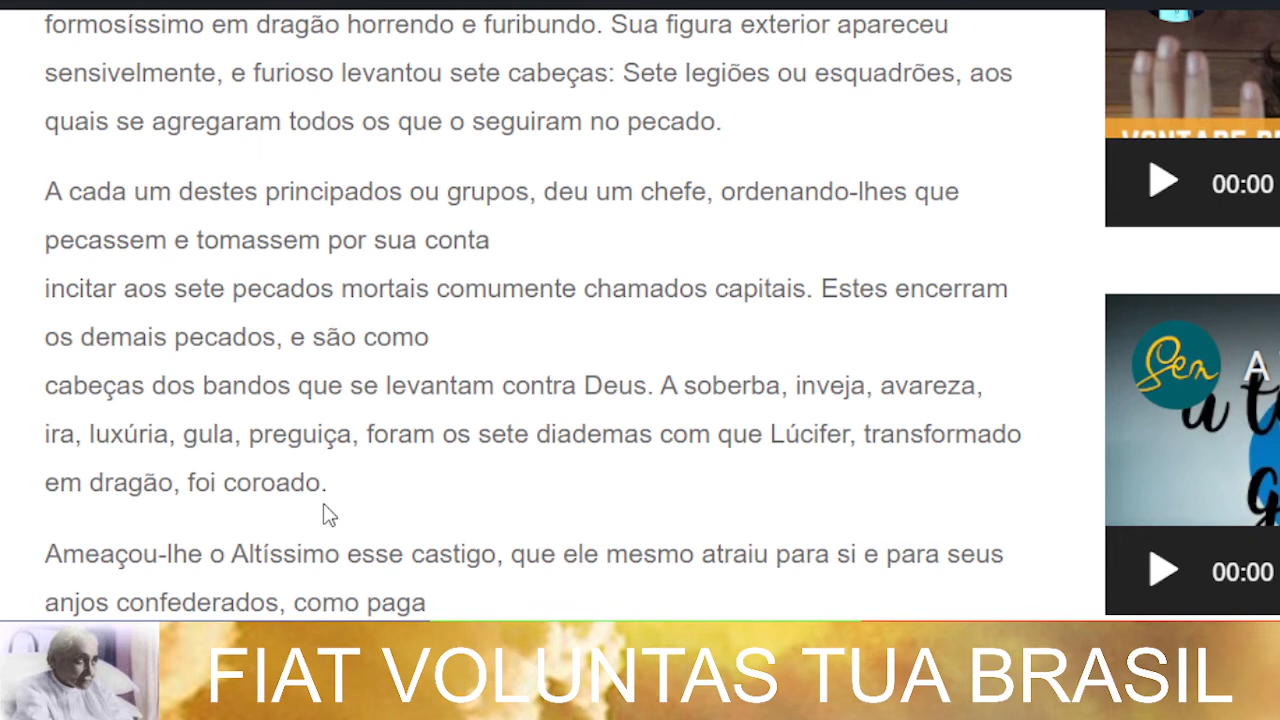 formosíssimo em dragão horrendo e furibundo. Sua figura exterior apareceu
sensivelmente, e furioso levantou sete cabeças: Sete legiões ou esquadrões, aos
quais se agregaram todos os que o seguiram no pecado.
A cada um destes principados ou grupos, deu um chefe, ordenando-lhes que
pecassem e tomassem por sua conta
incitar aos sete pecados mortais comumente chamados capitais. Estes encerram
os demais pecados, e são como
cabeças dos bandos que se levantam contra Deus. A soberba, inveja, avareza,
ira, luxúria, gula, preguiça, foram os sete diademas com que Lúcifer, transformado
em dragão, foi coroado.
Ameaçou-lhe o Altíssimo esse castigo, que ele mesmo atraiu para si e para seus
anjos confederados, como paga
VONTADE
00:00
A
00:00
FIAT VOLUNTAS TUA BRASIL